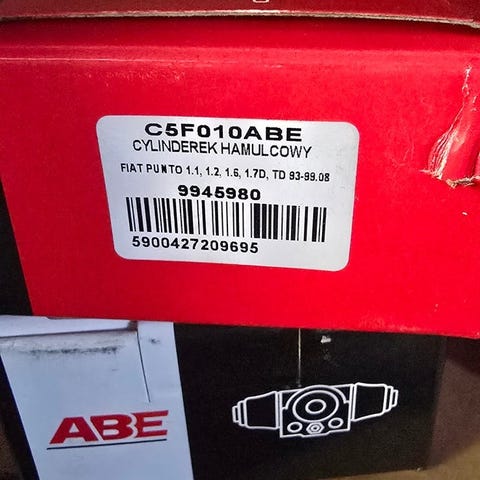 C5F010ABE
CYLINDEREK HAMULCOWY
FIAT PUNTO 1.1, 1.2, 1.6, 1.7D, TD 93-99.08
9945980
5900427209695
ABE